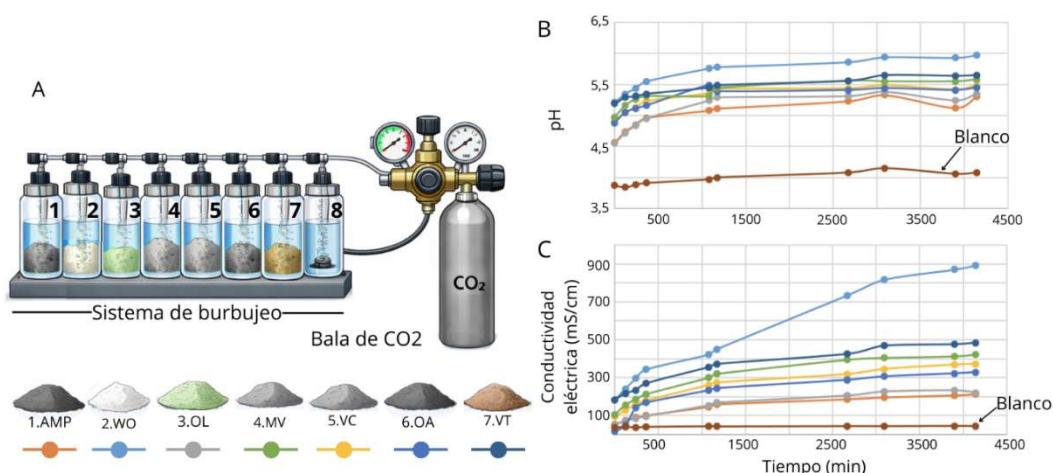 A
1 2 3 4 5 6 7 8
CO₂
Sistema de burbujeo
Bala de CO2
1.AMP 2.WO 3.OL 4.MV 5.VC 6.OA 7.VT
B
6,5
5,5
4,5
3,5
pH
Blanco
500 1500 2500 3500 4500
C
900
700
500
300
100
Conductividad
eléctrica (mS/cm)
Blanco
500 1500 2500 3500 4500
Tiempo (min)